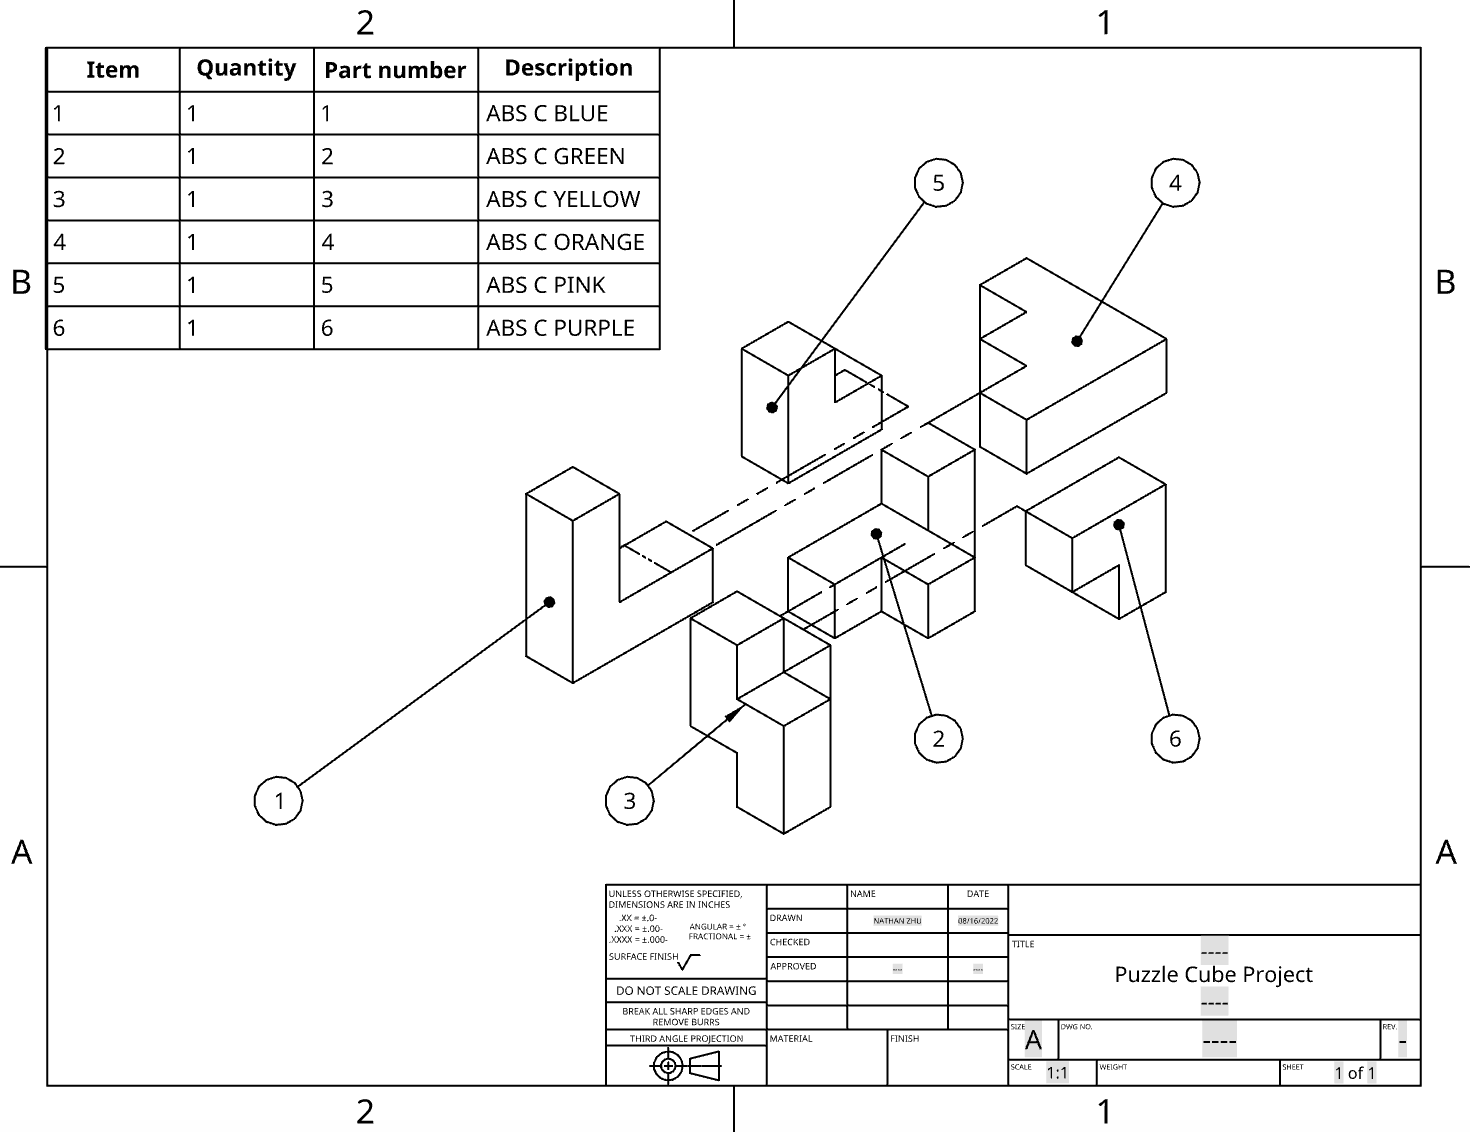 2 1
Item Quantity Part number Description
1 1 1 ABS C BLUE
2 1 2 ABS C GREEN
3 1 3 ABS C YELLOW
4 1 4 ABS C ORANGE
5 1 5 ABS C PINK
6 1 6 ABS C PURPLE
5 4
B B
2 6
1 3
A A
UNLESS OTHERWISE SPECIFIED,
DIMENSIONS ARE IN INCHES
.XX = ±.0-
.XXX = ±.00-
.XXXX = ±.000-
ANGULAR = ± °
FRACTIONAL = ±
SURFACE FINISH
DO NOT SCALE DRAWING
BREAK ALL SHARP EDGES AND
REMOVE BURRS
THIRD ANGLE PROJECTION
NAME DATE
DRAWN NATHAN ZHU 08/16/2022
CHECKED
APPROVED --- ---
MATERIAL FINISH
TITLE
----
Puzzle Cube Project
----
SIZE A DWG NO. ---- REV. -
SCALE 1:1 WEIGHT SHEET 1 of 1
2 1